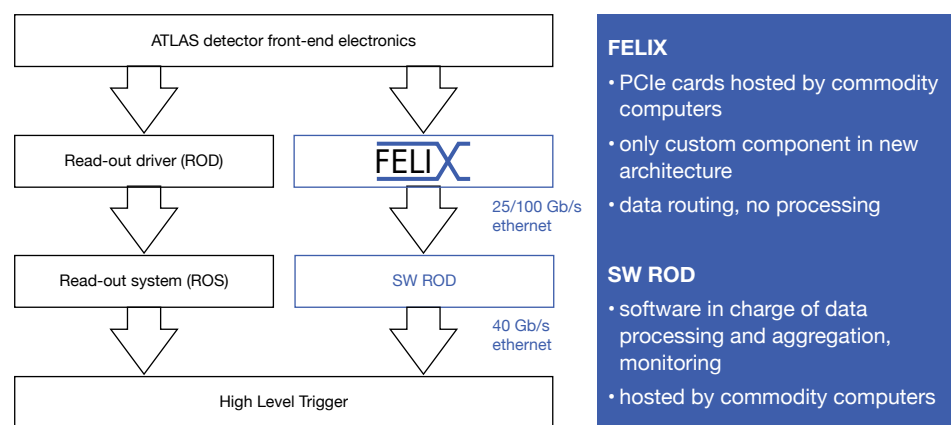 ATLAS detector front-end electronics
Read-out driver (ROD)
FELIX
25/100 Gb/s
ethernet
Read-out system (ROS)
SW ROD
40 Gb/s
ethernet
High Level Trigger
FELIX
• PCIe cards hosted by commodity
computers
• only custom component in new
architecture
• data routing, no processing
SW ROD
• software in charge of data
processing and aggregation,
monitoring
• hosted by commodity computers